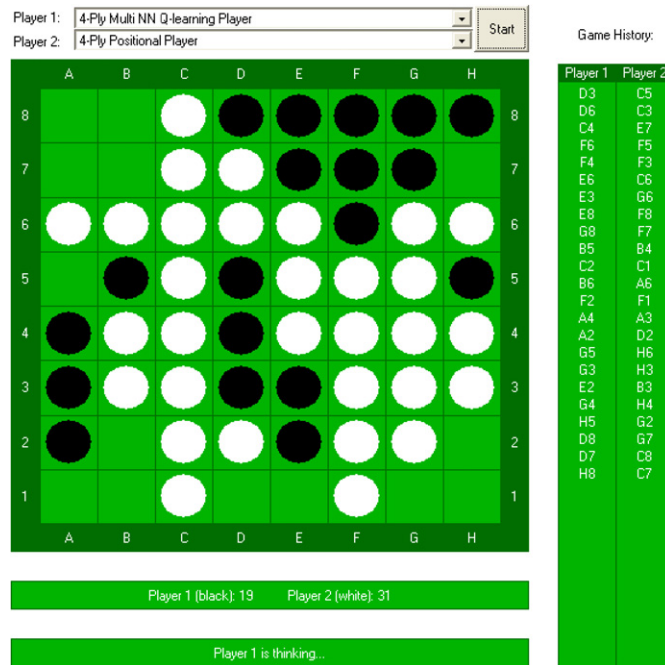 Player 1: 4-Ply Multi NN Q-learning Player
Player 2: 4-Ply Positional Player
Start
Game History:
A B C D E F G H
8 8
7 7
6 6
5 5
4 4
3 3
2 2
1 1
A B C D E F G H
Player 1 (black): 19 Player 2 (white): 31
Player 1 is thinking...
Player 1 Player 2
D3 C5
D6 C3
C4 E7
F6 F5
F4 F3
E6 C6
E3 G6
E8 F8
G8 F7
B5 B4
C2 C1
B6 A6
F2 F1
A4 A3
A2 D2
G5 H6
G3 H3
E2 B3
G4 H4
H5 G2
D8 G7
D7 C8
H8 C7